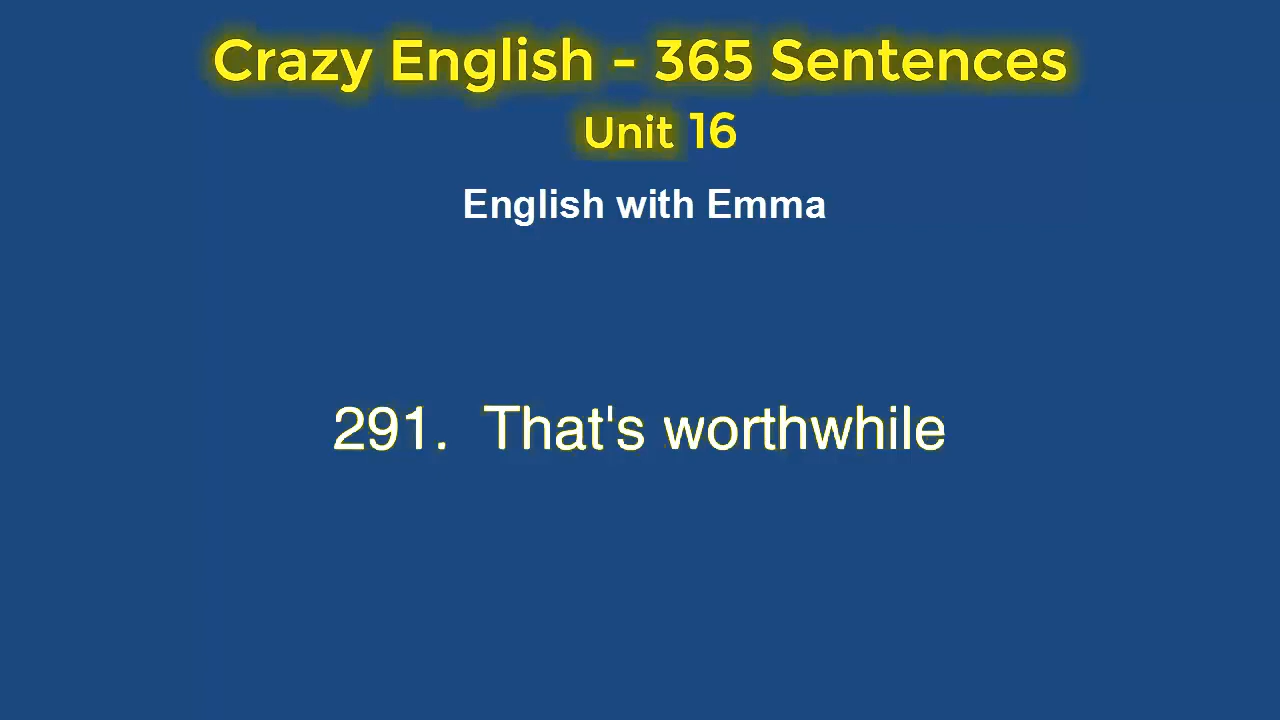 Crazy English - 365 Sentences
Unit 16
English with Emma
291. That's worthwhile